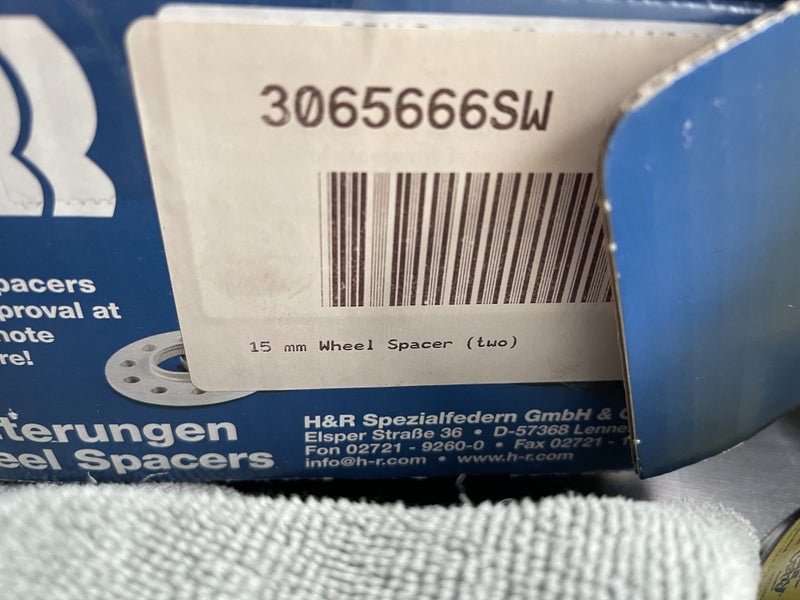 3065666SW
15 mm Wheel Spacer (two)
pacers
proval at
note
re!
terungen
eel Spacers
H&R Spezialfedern GmbH &
Elsper Straße 36 • D-57368 Lenne
Fon 02721 - 9260-0 • Fax 02721 -
info@h-r.com • www.h-r.com